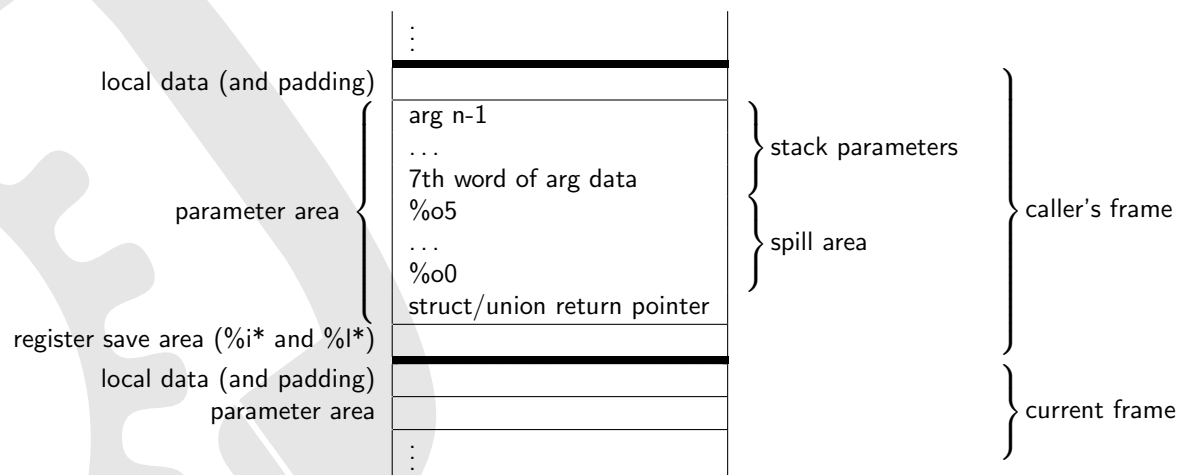 ⋮
local data (and padding)
arg n-1
. . .
stack parameters
7th word of arg data
parameter area
%o5
caller's frame
. . .
spill area
%o0
struct/union return pointer
register save area (%i* and %l*)
local data (and padding)
parameter area
current frame
⋮